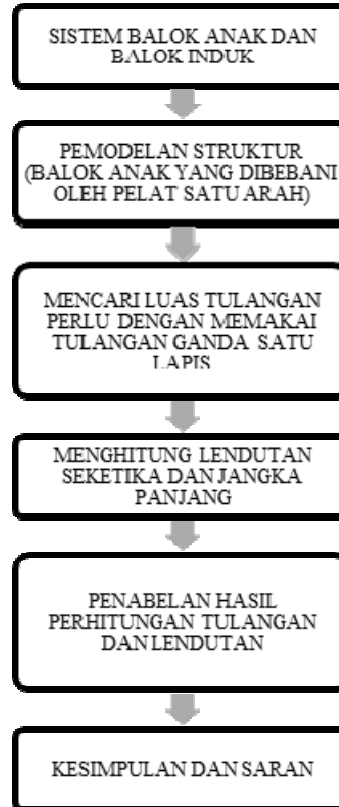 SISTEM BALOK ANAK DAN
BALOK INDUK
PEMODELAN STRUKTUR
(BALOK ANAK YANG DIBEBANI
OLEH PELAT SATU ARAH)
MENCARI LUAS TULANGAN
PERLU DENGAN MEMAKAI
TULANGAN GANDA SATU
LAPIS
MENGHITUNG LENDUTAN
SEKETIKA DAN JANGKA
PANJANG
PENABELAN HASIL
PERHITUNGAN TULANGAN
DAN LENDUTAN
KESIMPULAN DAN SARAN